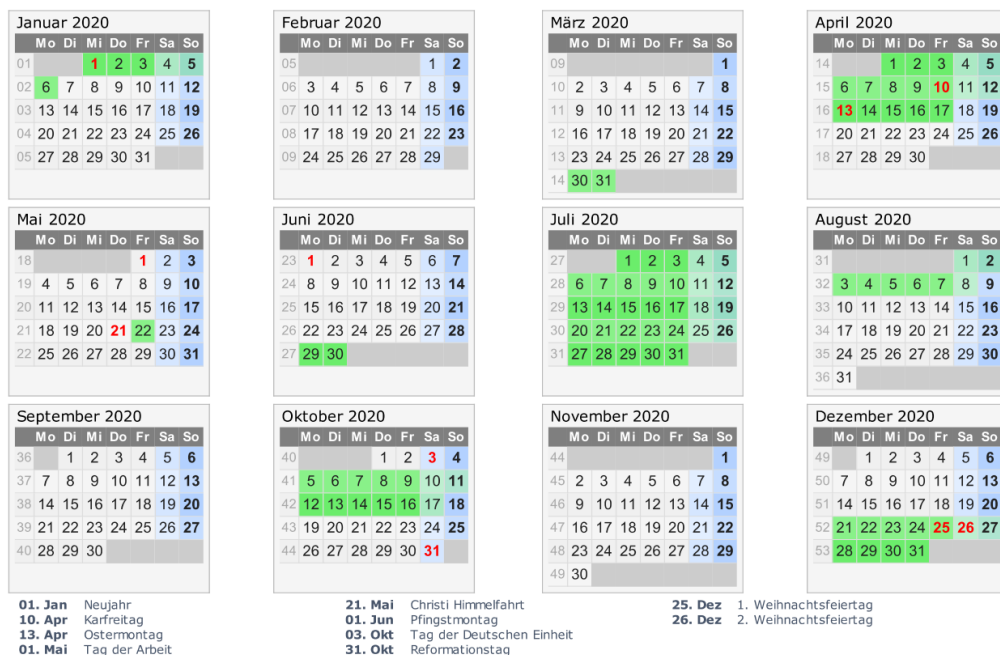 Januar 2020
Mo Di Mi Do Fr Sa So
01 1 2 3 4 5
02 6 7 8 9 10 11 12
03 13 14 15 16 17 18 19
04 20 21 22 23 24 25 26
05 27 28 29 30 31
Februar 2020
Mo Di Mi Do Fr Sa So
05 1 2
06 3 4 5 6 7 8 9
07 10 11 12 13 14 15 16
08 17 18 19 20 21 22 23
09 24 25 26 27 28 29
März 2020
Mo Di Mi Do Fr Sa So
09 1
10 2 3 4 5 6 7 8
11 9 10 11 12 13 14 15
12 16 17 18 19 20 21 22
13 23 24 25 26 27 28 29
14 30 31
April 2020
Mo Di Mi Do Fr Sa So
14 1 2 3 4 5
15 6 7 8 9 10 11 12
16 13 14 15 16 17 18 19
17 20 21 22 23 24 25 26
18 27 28 29 30
Mai 2020
Mo Di Mi Do Fr Sa So
18 1 2 3
19 4 5 6 7 8 9 10
20 11 12 13 14 15 16 17
21 18 19 20 21 22 23 24
22 25 26 27 28 29 30 31
Juni 2020
Mo Di Mi Do Fr Sa So
23 1 2 3 4 5 6 7
24 8 9 10 11 12 13 14
25 15 16 17 18 19 20 21
26 22 23 24 25 26 27 28
27 29 30
Juli 2020
Mo Di Mi Do Fr Sa So
27 1 2 3 4 5
28 6 7 8 9 10 11 12
29 13 14 15 16 17 18 19
30 20 21 22 23 24 25 26
31 27 28 29 30 31
August 2020
Mo Di Mi Do Fr Sa So
31 1 2
32 3 4 5 6 7 8 9
33 10 11 12 13 14 15 16
34 17 18 19 20 21 22 23
35 24 25 26 27 28 29 30
36 31
September 2020
Mo Di Mi Do Fr Sa So
36 1 2 3 4 5 6
37 7 8 9 10 11 12 13
38 14 15 16 17 18 19 20
39 21 22 23 24 25 26 27
40 28 29 30
Oktober 2020
Mo Di Mi Do Fr Sa So
40 1 2 3 4
41 5 6 7 8 9 10 11
42 12 13 14 15 16 17 18
43 19 20 21 22 23 24 25
44 26 27 28 29 30 31
November 2020
Mo Di Mi Do Fr Sa So
44 1
45 2 3 4 5 6 7 8
46 9 10 11 12 13 14 15
47 16 17 18 19 20 21 22
48 23 24 25 26 27 28 29
49 30
Dezember 2020
Mo Di Mi Do Fr Sa So
49 1 2 3 4 5 6
50 7 8 9 10 11 12 13
51 14 15 16 17 18 19 20
52 21 22 23 24 25 26 27
53 28 29 30 31
01. Jan Neujahr
10. Apr Karfreitag
13. Apr Ostermontag
01. Mai Tag der Arbeit
21. Mai Christi Himmelfahrt
01. Jun Pfingstmontag
03. Okt Tag der Deutschen Einheit
31. Okt Reformationstag
25. Dez 1. Weihnachtsfeiertag
26. Dez 2. Weihnachtsfeiertag